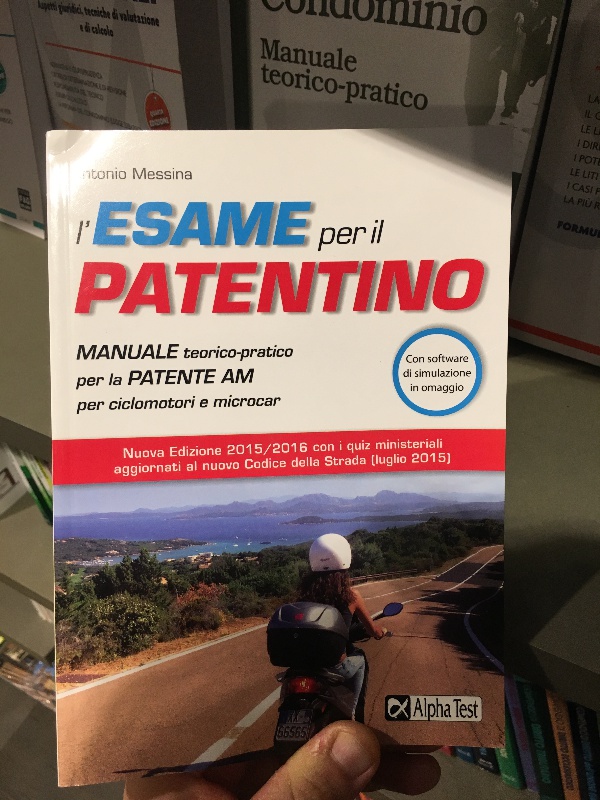 Aspetti giuridici, tecniche di valutazione
e di calcolo
Condominio
Manuale
teorico-pratico
Antonio Messina
l'ESAME per il
PATENTINO
MANUALE teorico-pratico
per la PATENTE AM
per ciclomotori e microcar
Con software
di simulazione
in omaggio
Nuova Edizione 2015/2016 con i quiz ministeriali
aggiornati al nuovo Codice della Strada (luglio 2015)
Alpha Test
FORMU